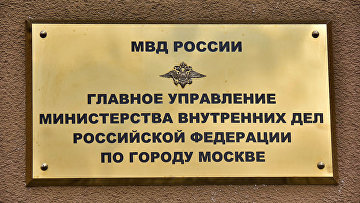 МВД РОССИИ
ГЛАВНОЕ УПРАВЛЕНИЕ
МИНИСТЕРСТВА ВНУТРЕННИХ ДЕЛ
РОССИЙСКОЙ ФЕДЕРАЦИИ
ПО ГОРОДУ МОСКВЕ